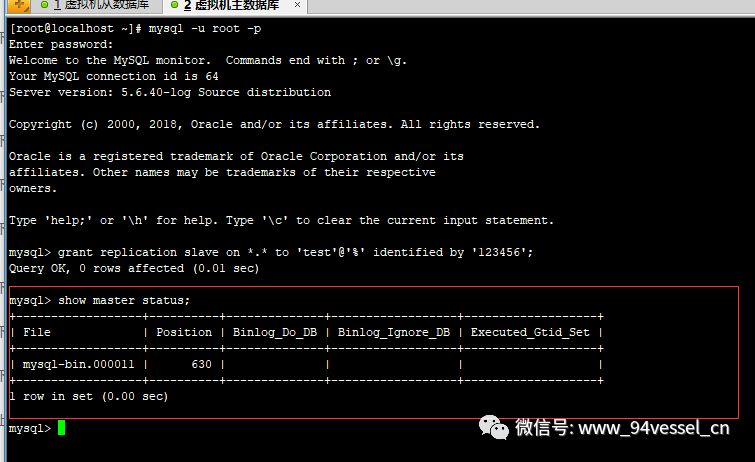 1 虚拟机从数据库 2 虚拟机主数据库 ×
[root@localhost ~]# mysql -u root -p
Enter password:
Welcome to the MySQL monitor.  Commands end with ; or \g.
Your MySQL connection id is 64
Server version: 5.6.40-log Source distribution
Copyright (c) 2000, 2018, Oracle and/or its affiliates. All rights reserved.
Oracle is a registered trademark of Oracle Corporation and/or its
affiliates. Other names may be trademarks of their respective
owners.
Type 'help;' or '\h' for help. Type '\c' to clear the current input statement.
mysql> grant replication slave on *.* to 'test'@'%' identified by '123456';
Query OK, 0 rows affected (0.01 sec)
mysql> show master status;
+------------------+----------+--------------+------------------+-------------------+
| File             | Position | Binlog_Do_DB | Binlog_Ignore_DB | Executed_Gtid_Set |
+------------------+----------+--------------+------------------+-------------------+
| mysql-bin.000011 |      630 |              |                  |                   |
+------------------+----------+--------------+------------------+-------------------+
1 row in set (0.00 sec)
mysql>
微信号: www_94vessel_cn